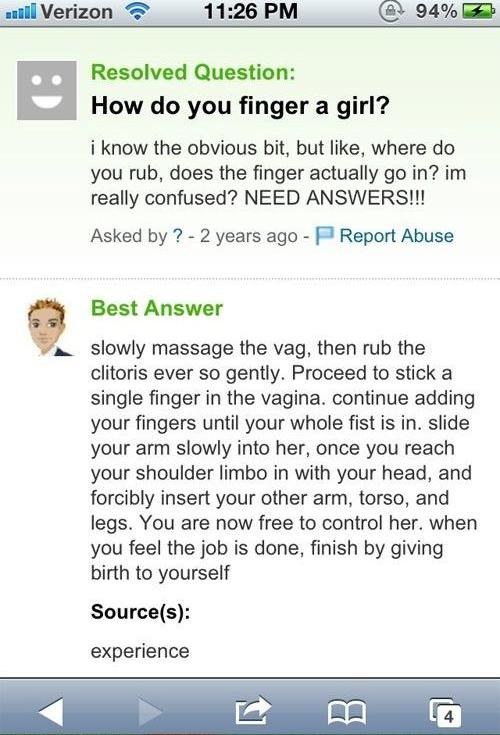 Verizon 11:26 PM 94%
Resolved Question:
How do you finger a girl?
i know the obvious bit, but like, where do
you rub, does the finger actually go in? im
really confused? NEED ANSWERS!!!
Asked by ? - 2 years ago - Report Abuse
Best Answer
slowly massage the vag, then rub the
clitoris ever so gently. Proceed to stick a
single finger in the vagina. continue adding
your fingers until your whole fist is in. slide
your arm slowly into her, once you reach
your shoulder limbo in with your head, and
forcibly insert your other arm, torso, and
legs. You are now free to control her. when
you feel the job is done, finish by giving
birth to yourself
Source(s):
experience
4